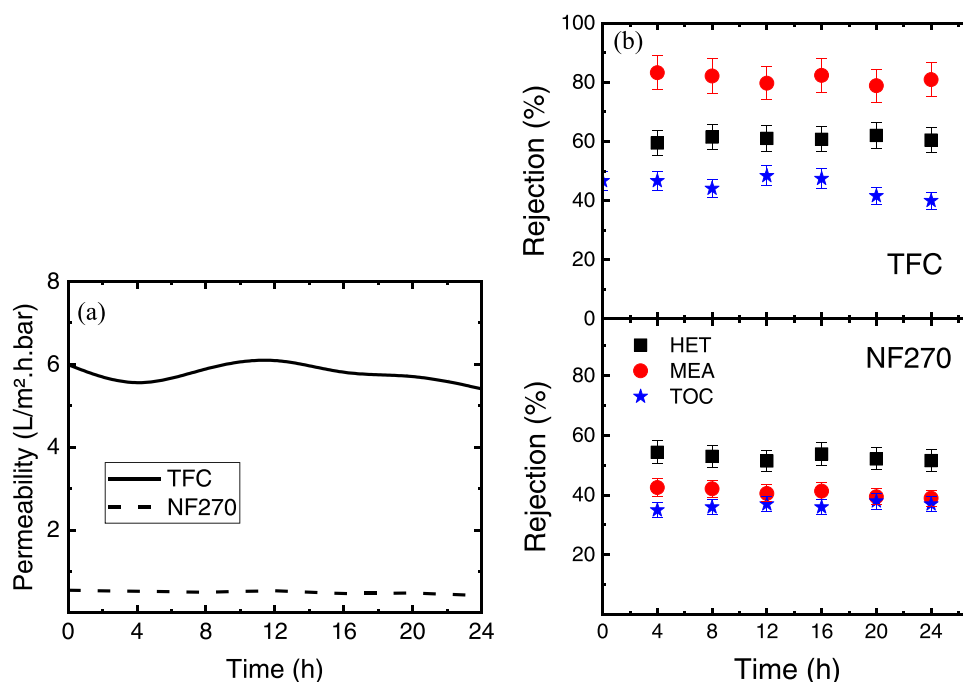 (a)
Permeability (L/m².h.bar)
8
6
4
2
TFC
NF270
0 4 8 12 16 20 24
Time (h)
(b)
Rejection (%)
100
80
60
40
20
0
TFC
Rejection (%)
80
60
40
20
HET
MEA
TOC
NF270
0 4 8 12 16 20 24
Time (h)